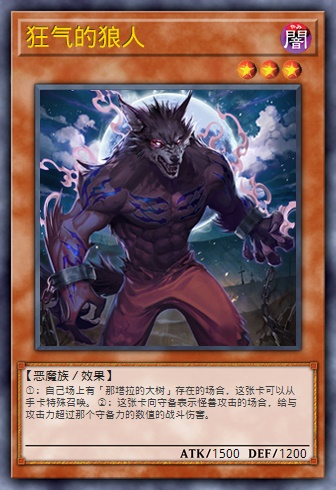 狂气的狼人
闇
【恶魔族／效果】
①：自己场上有「那塔拉的大树」存在的场合，这张卡可以从
手卡特殊召唤。②：这张卡向守备表示怪兽攻击的场合，给与
攻击力超过那个守备力的数值的战斗伤害。
ATK/1500 DEF/1200